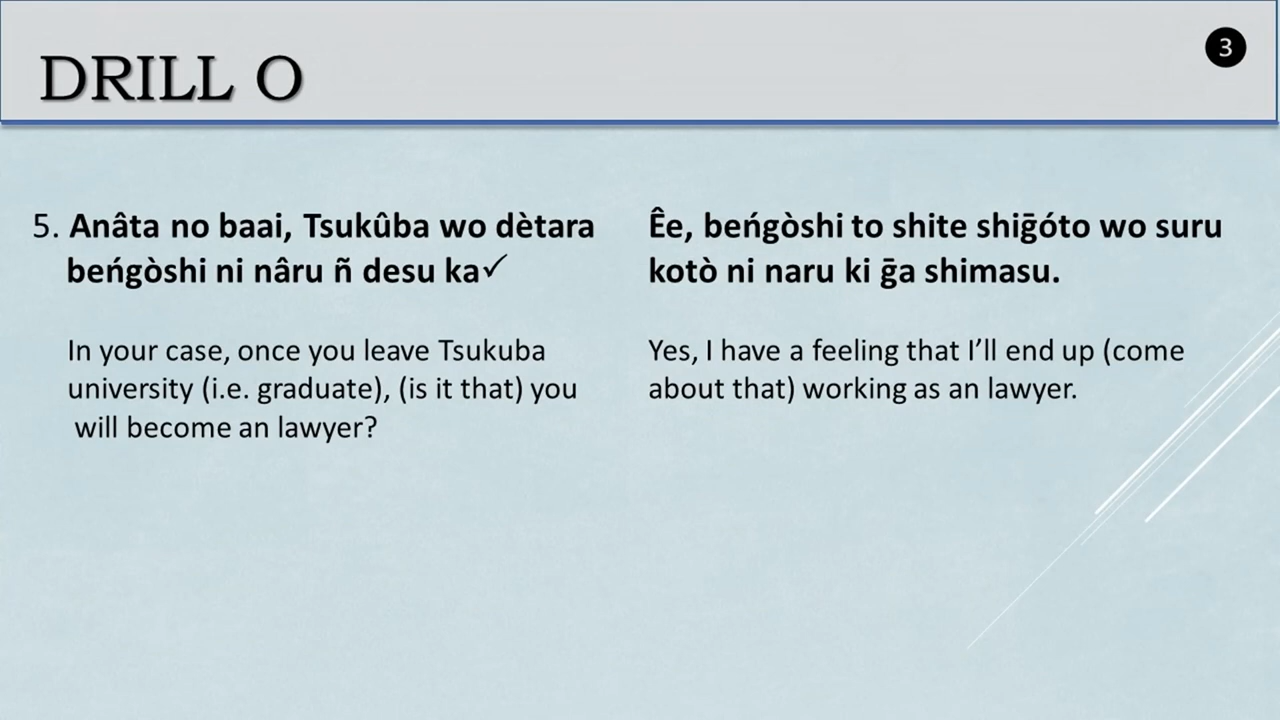 DRILL O
3
5. Anâta no baai, Tsukûba wo dètara
beńgòshi ni nâru ñ desu ka✓
In your case, once you leave Tsukuba
university (i.e. graduate), (is it that) you
will become an lawyer?
Êe, beńgòshi to shite shiḡóto wo suru
kotò ni naru ki ḡa shimasu.
Yes, I have a feeling that I’ll end up (come
about that) working as an lawyer.